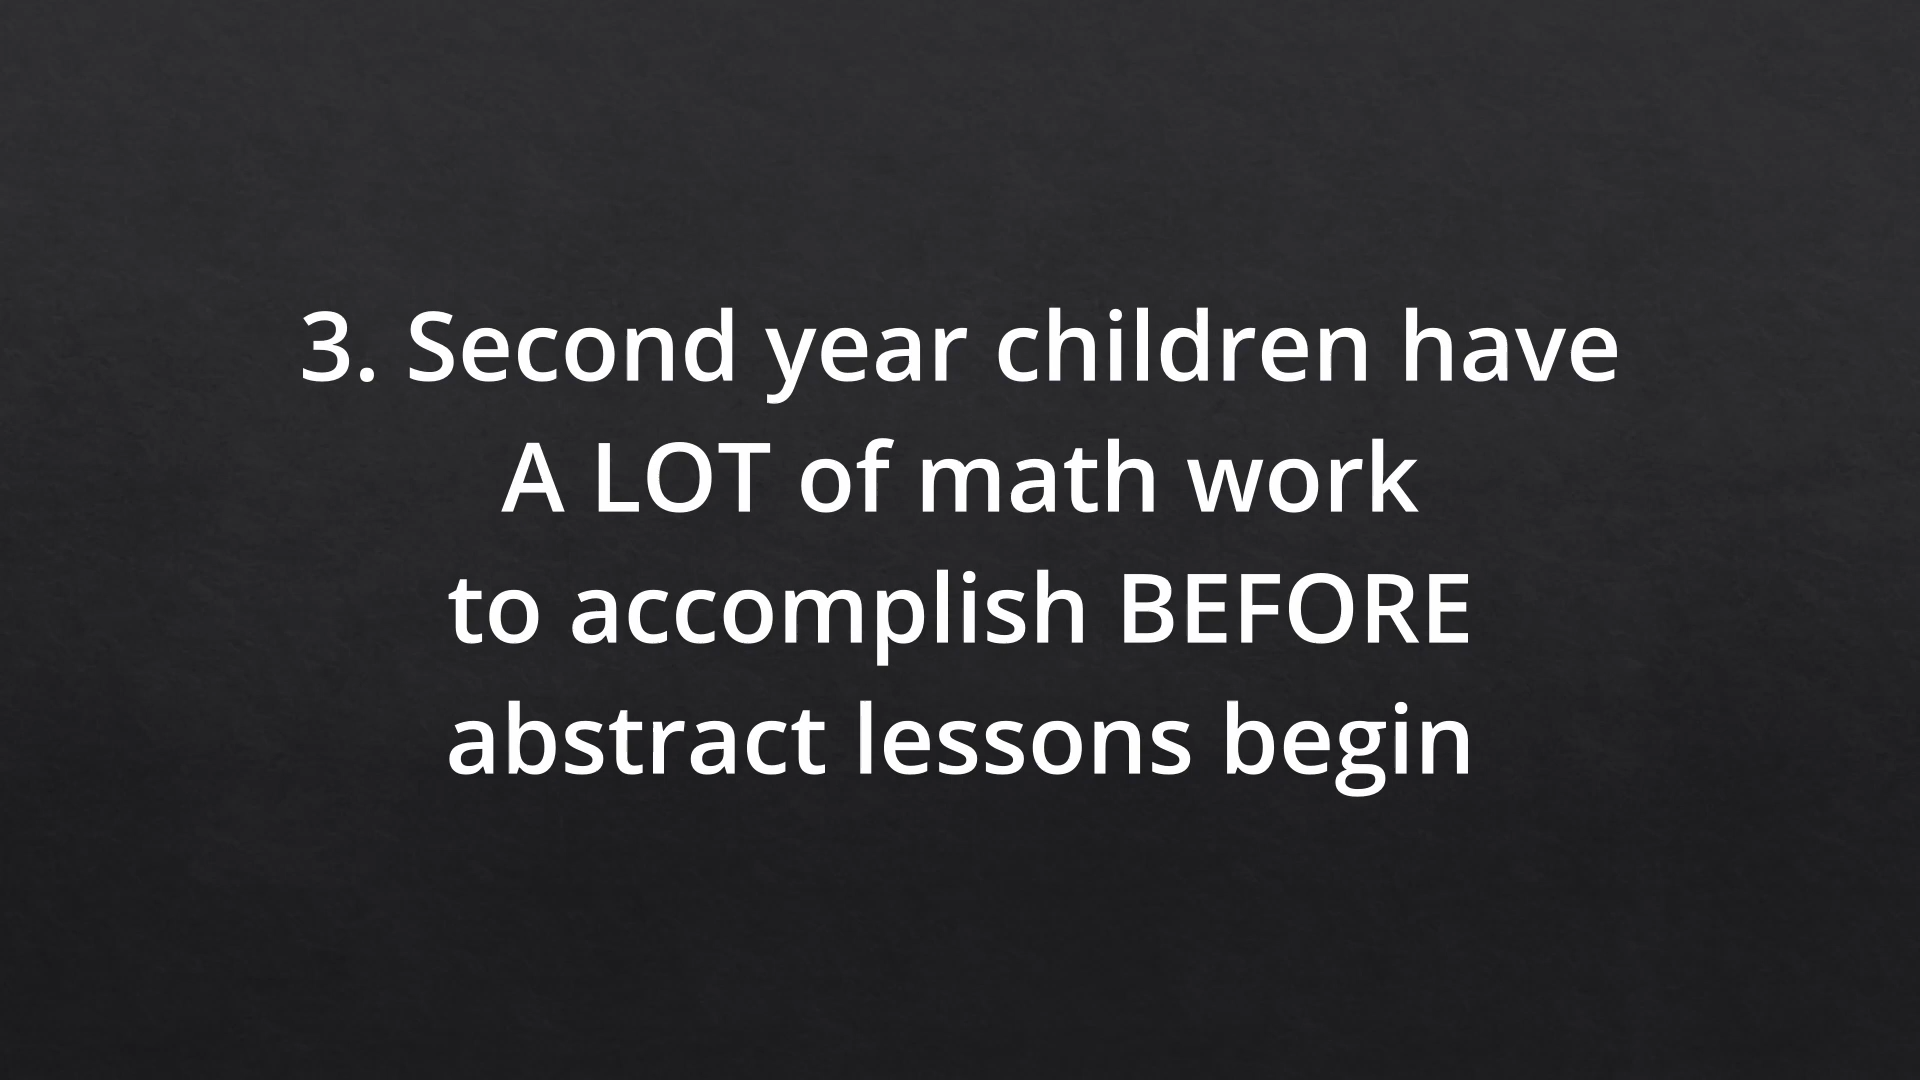 3. Second year children have
A LOT of math work
to accomplish BEFORE
abstract lessons begin